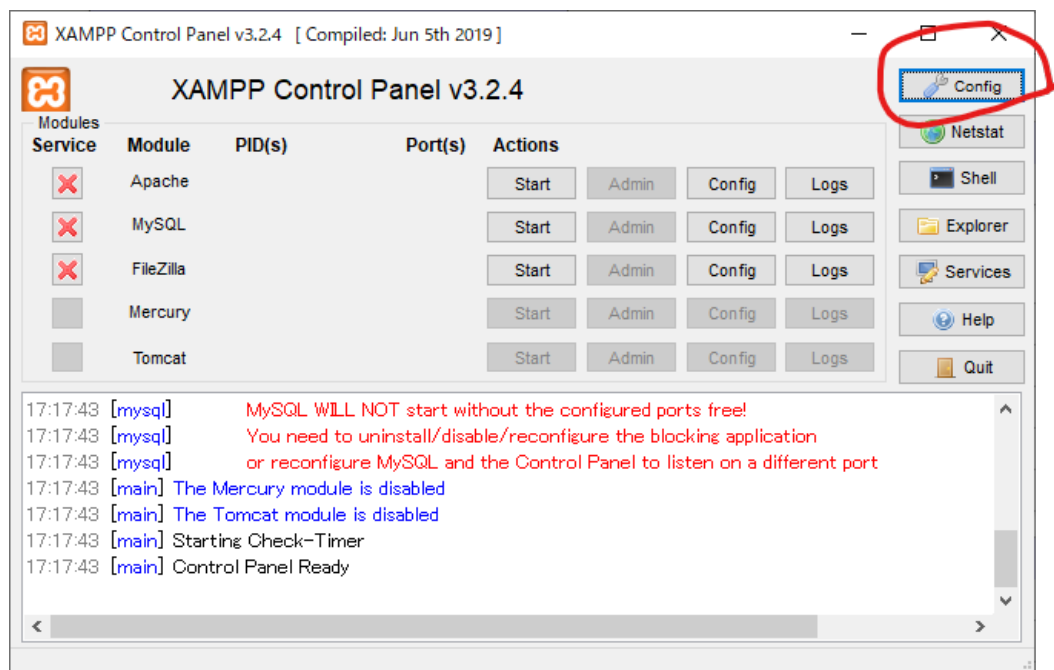 XAMPP Control Panel v3.2.4 [ Compiled: Jun 5th 2019 ]
XAMPP Control Panel v3.2.4
Config
Modules
Service Module PID(s) Port(s) Actions
Netstat
Apache Start Admin Config Logs
Shell
MySQL Start Admin Config Logs
Explorer
FileZilla Start Admin Config Logs
Services
Mercury Start Admin Config Logs
Help
Tomcat Start Admin Config Logs
Quit
17:17:43 [mysql] MySQL WILL NOT start without the configured ports free!
17:17:43 [mysql] You need to uninstall/disable/reconfigure the blocking application
17:17:43 [mysql] or reconfigure MySQL and the Control Panel to listen on a different port
17:17:43 [main] The Mercury module is disabled
17:17:43 [main] The Tomcat module is disabled
17:17:43 [main] Starting Check-Timer
17:17:43 [main] Control Panel Ready